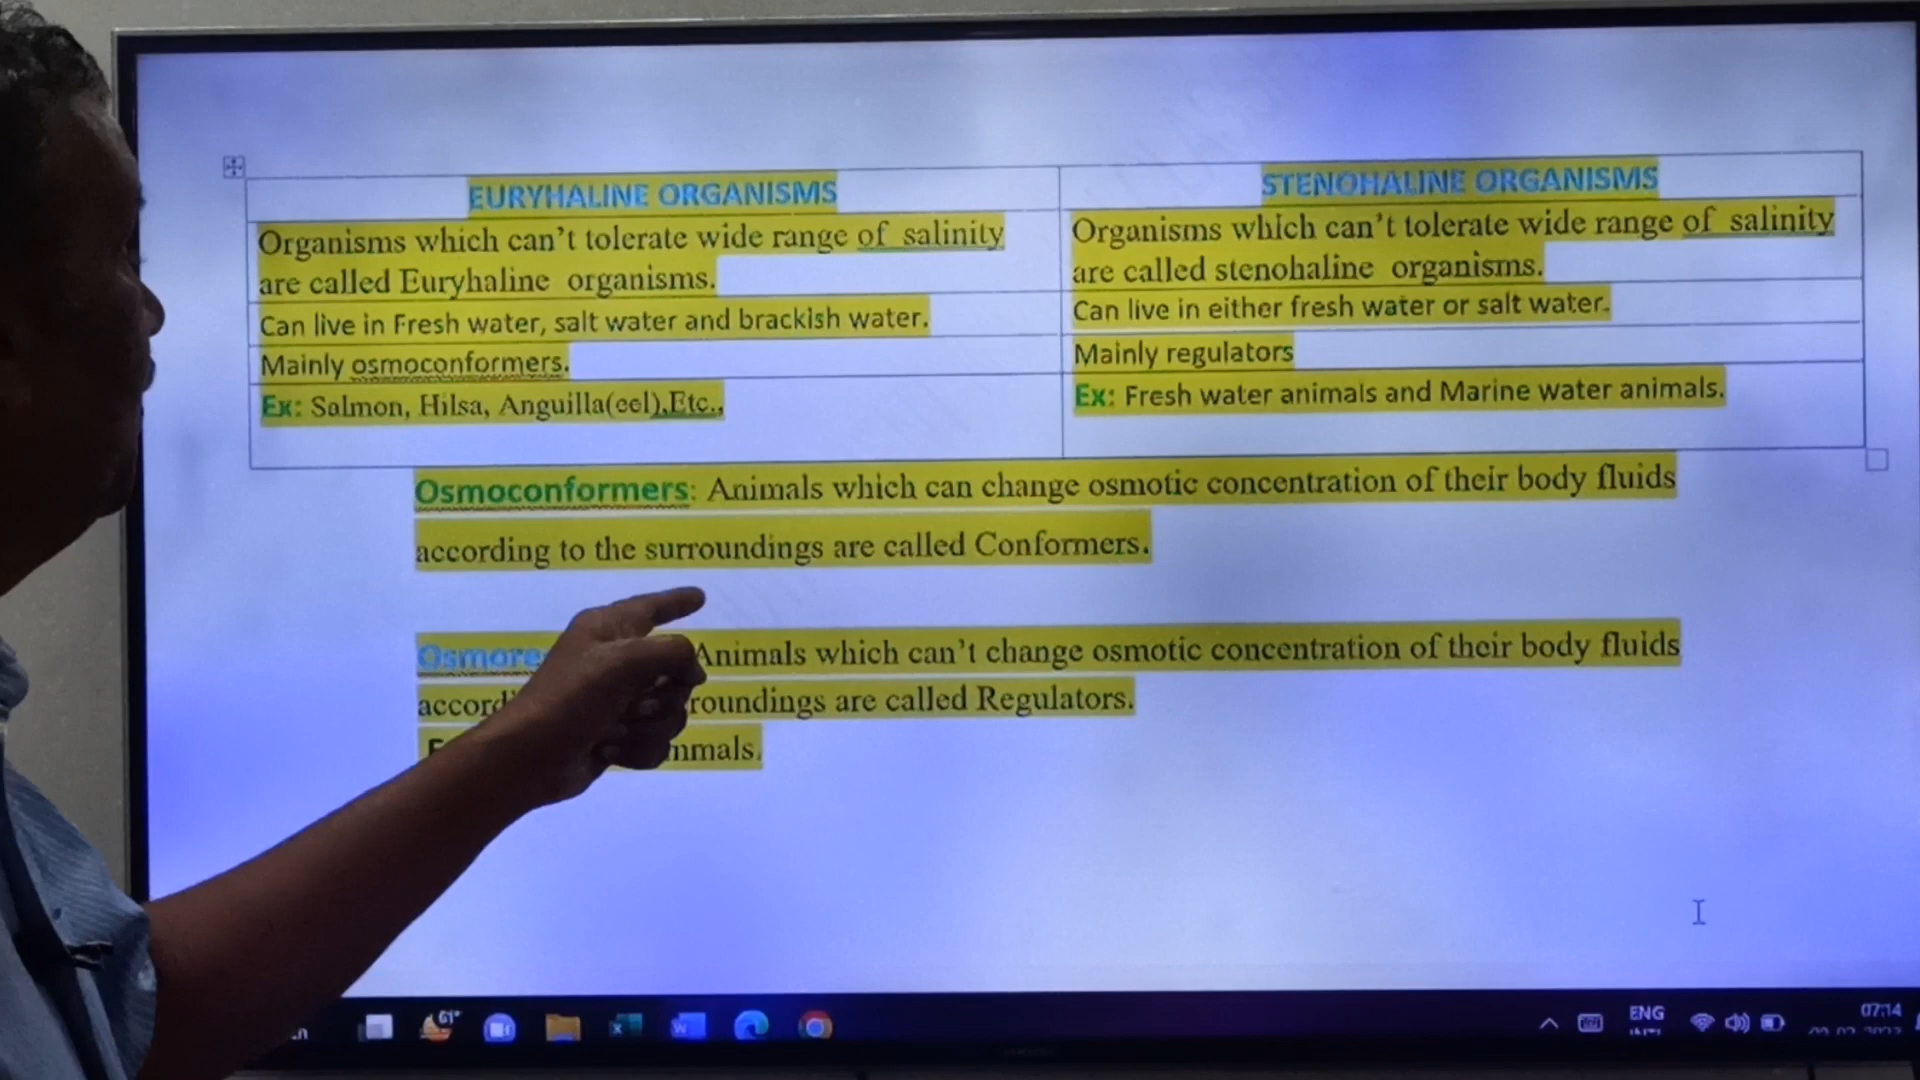 EURYHALINE ORGANISMS
Organisms which can't tolerate wide range of salinity
are called Euryhaline organisms.
Can live in Fresh water, salt water and brackish water.
Mainly osmoconformers.
Ex: Salmon, Hilsa, Anguilla(eel),Etc.,
STENOHALINE ORGANISMS
Organisms which can't tolerate wide range of salinity
are called stenohaline organisms.
Can live in either fresh water or salt water.
Mainly regulators
Ex: Fresh water animals and Marine water animals.
Osmoconformers: Animals which can change osmotic concentration of their body fluids
according to the surroundings are called Conformers.
Animals which can't change osmotic concentration of their body fluids
are called Regulators.
61°
ENG
07:14